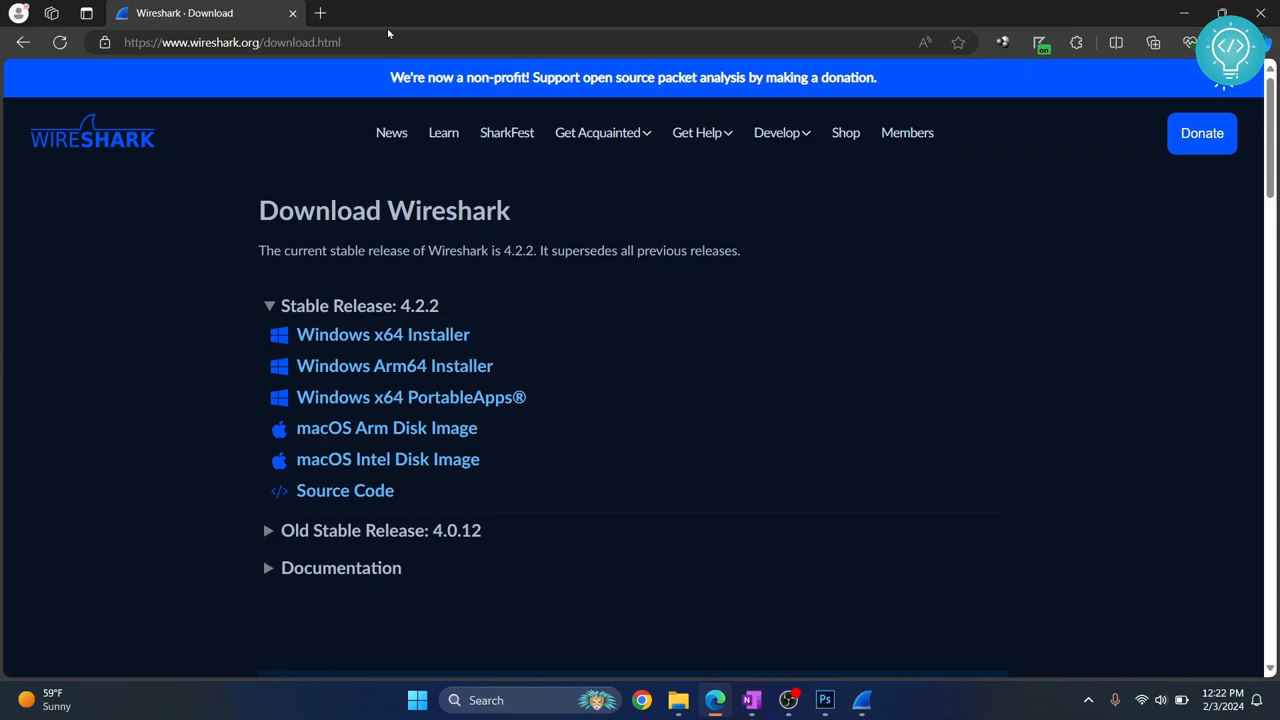 Wireshark · Download
https://www.wireshark.org/download.html
on
We're now a non-profit! Support open source packet analysis by making a donation.
WIRESHARK
News
Learn
SharkFest
Get Acquainted
Get Help
Develop
Shop
Members
Donate
Download Wireshark
The current stable release of Wireshark is 4.2.2. It supersedes all previous releases.
Stable Release: 4.2.2
Windows x64 Installer
Windows Arm64 Installer
Windows x64 PortableApps®
macOS Arm Disk Image
macOS Intel Disk Image
</> Source Code
Old Stable Release: 4.0.12
Documentation
59°F
Sunny
Search
Ps
12:22 PM
2/3/2024